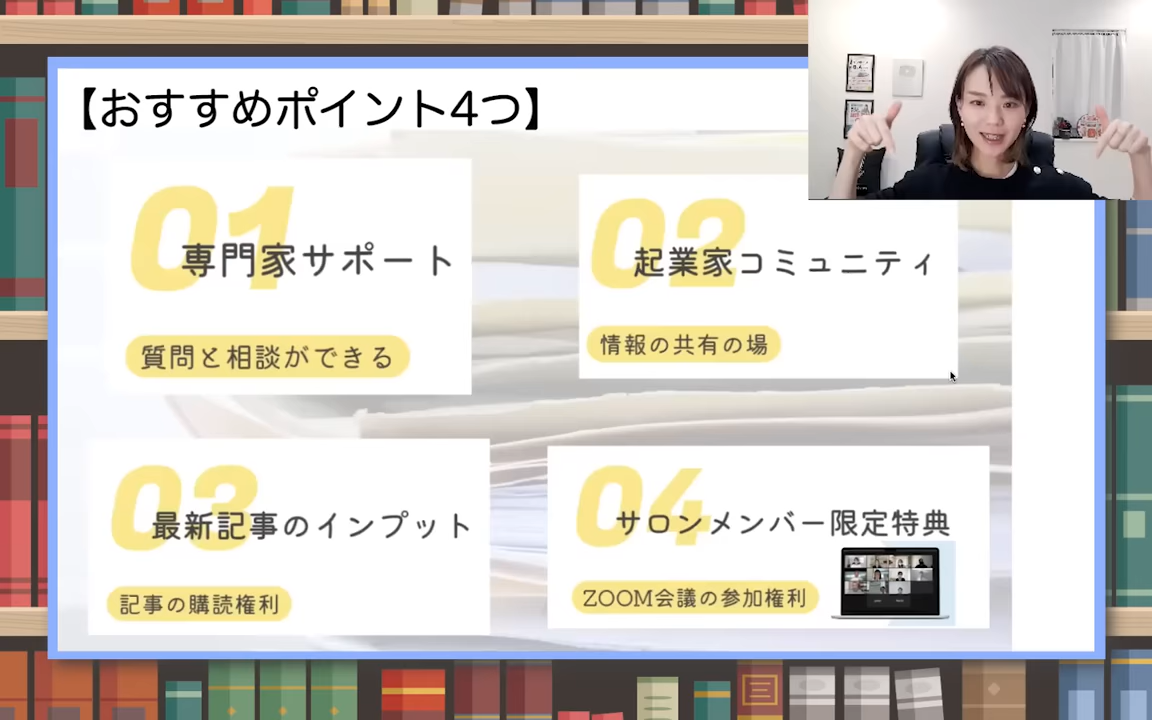 【おすすめポイント4つ】
01
専門家サポート
質問と相談ができる
02
起業家コミュニティ
情報の共有の場
03
最新記事のインプット
記事の購読権利
04
サロンメンバー限定特典
ZOOM会議の参加権利